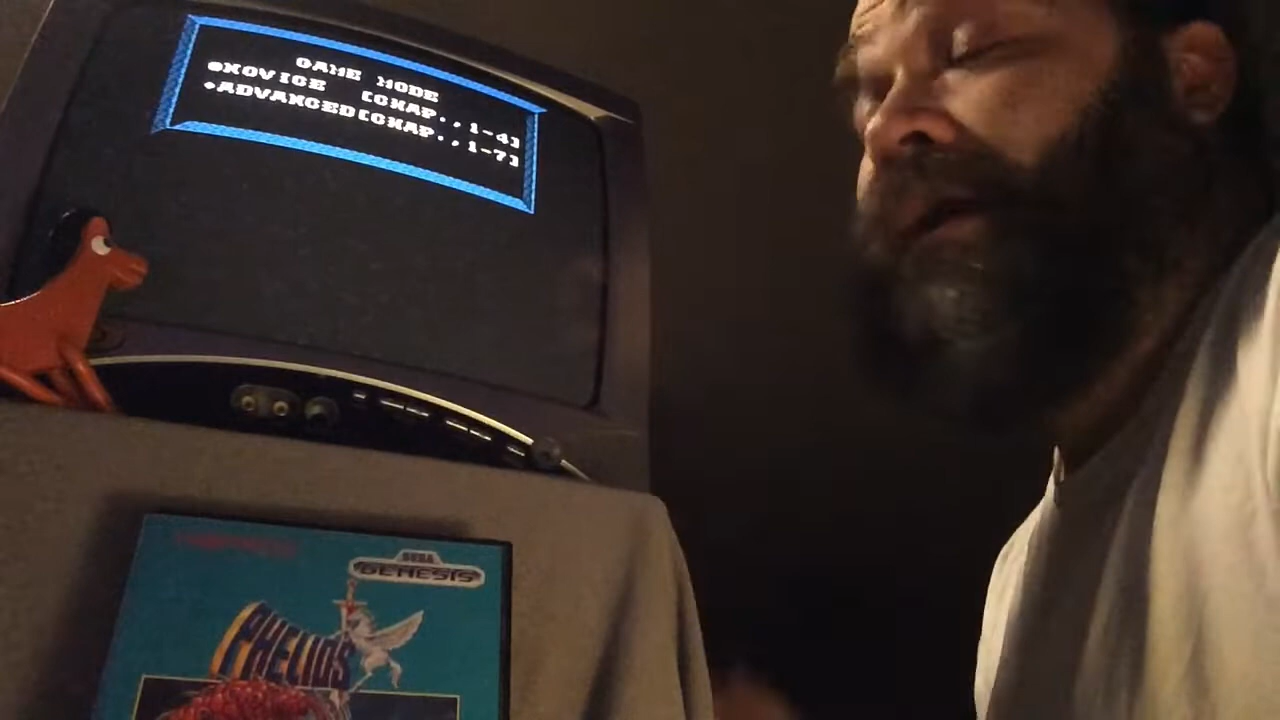 GAME MODE
NOVICE [CHAP.,1-4]
ADVANCED[CHAP.,1-7]
SEGA
GENESIS
PHELIOS